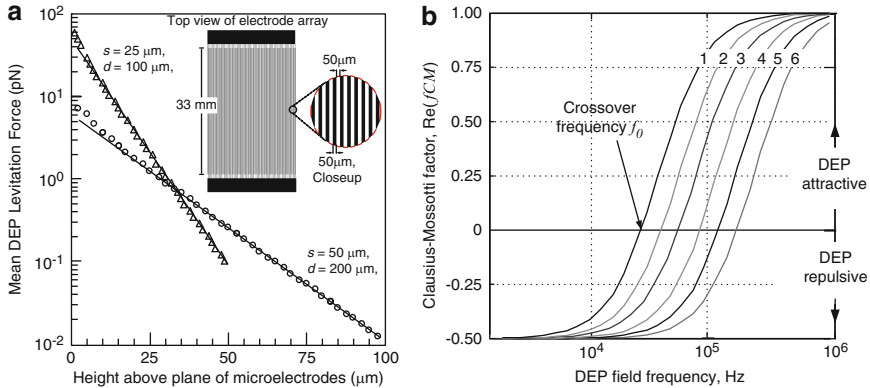 a
Top view of electrode array
s = 25 μm,
d = 100 μm,
50μm
33 mm
50μm,
Closeup
s = 50 μm,
d = 200 μm,
Mean DEP Levitation Force (pN)
10²
10¹
10⁰
10⁻¹
10⁻²
0 25 50 75 100
Height above plane of microelectrodes (μm)
b
Clausius-Mossotti factor, Re(fCM)
1.00
0.75
0.50
0.25
0
-0.25
-0.50
1 2 3 4 5 6
Crossover
frequency f₀
DEP
attractive
DEP
repulsive
10⁴ 10⁵ 10⁶
DEP field frequency, Hz